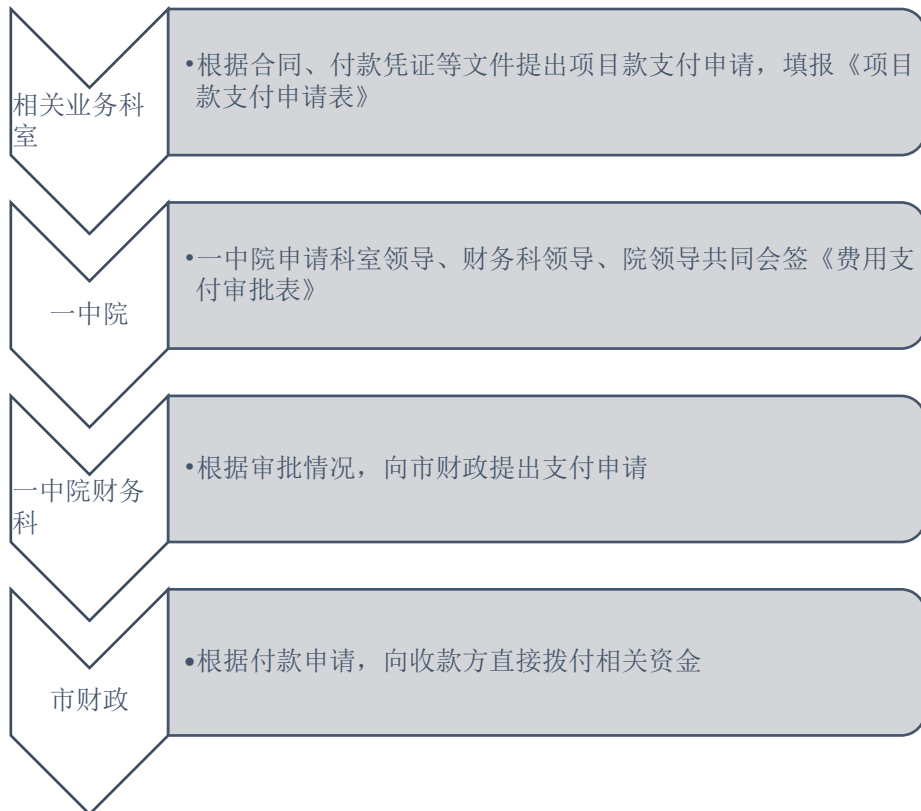 相关业务科
室
•根据合同、付款凭证等文件提出项目款支付申请，填报《项目
款支付申请表》
一中院
•一中院申请科室领导、财务科领导、院领导共同会签《费用支
付审批表》
一中院财务
科
•根据审批情况，向市财政提出支付申请
市财政
•根据付款申请，向收款方直接拨付相关资金